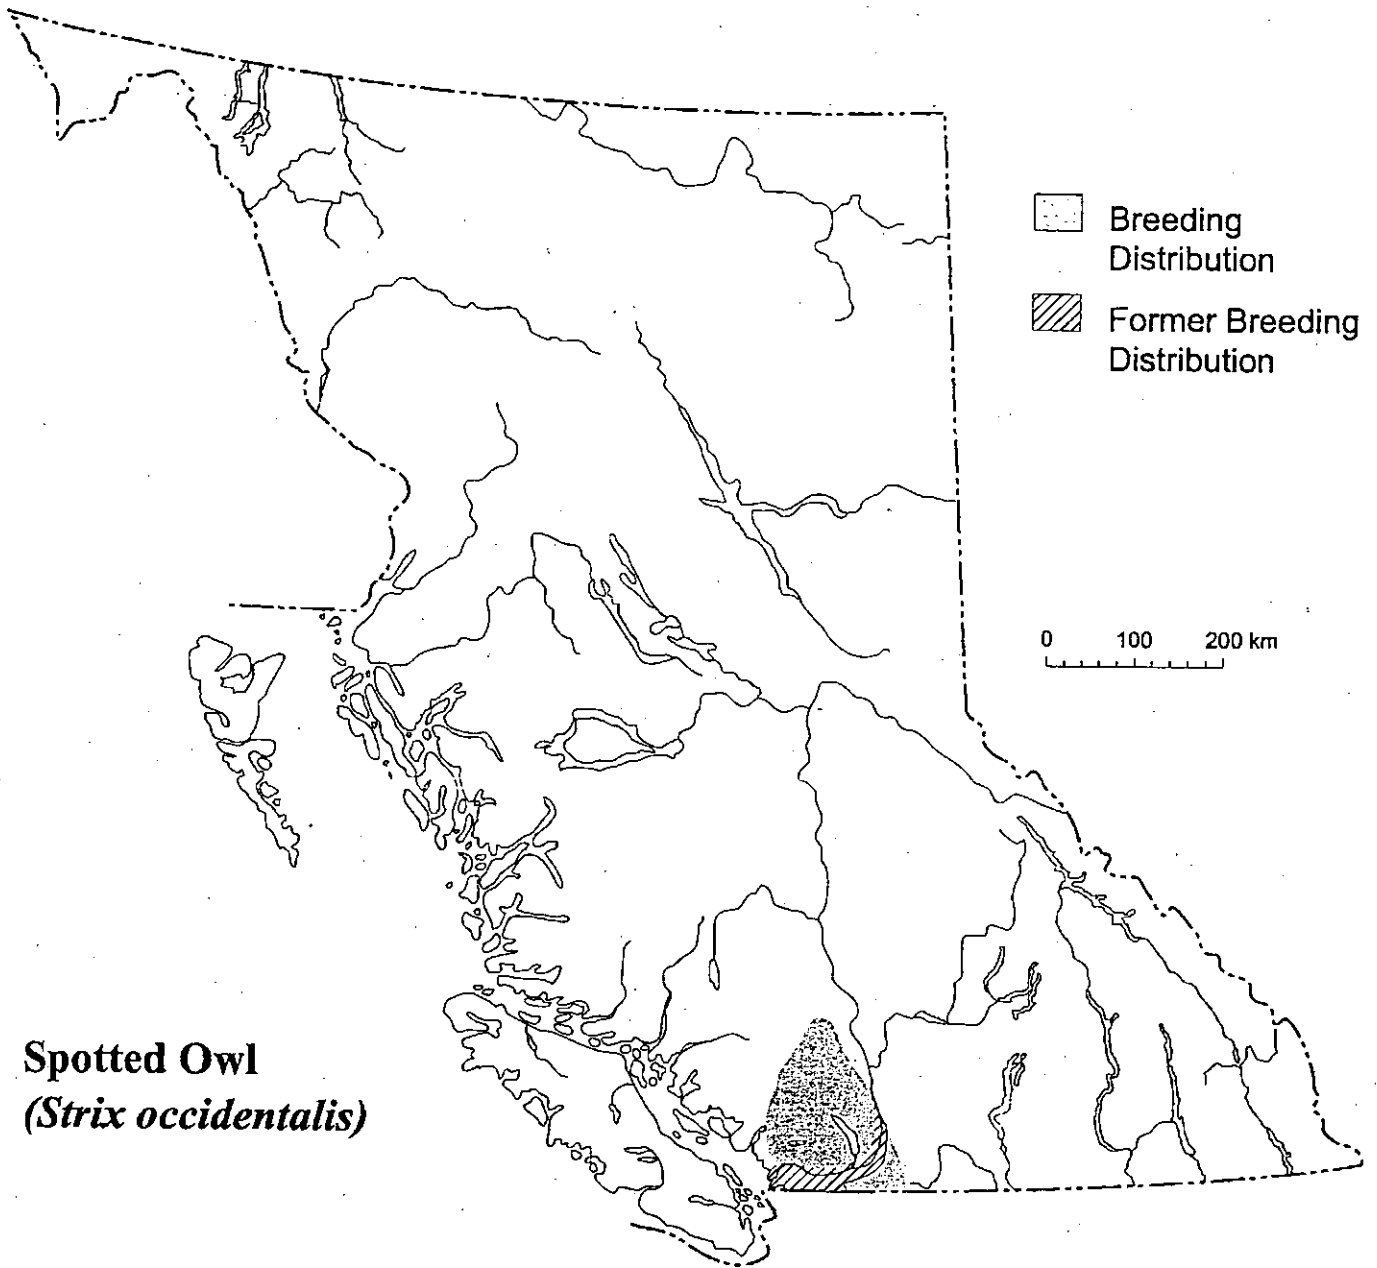 Breeding
Distribution
Former Breeding
Distribution
0 100 200 km
Spotted Owl
(Strix occidentalis)